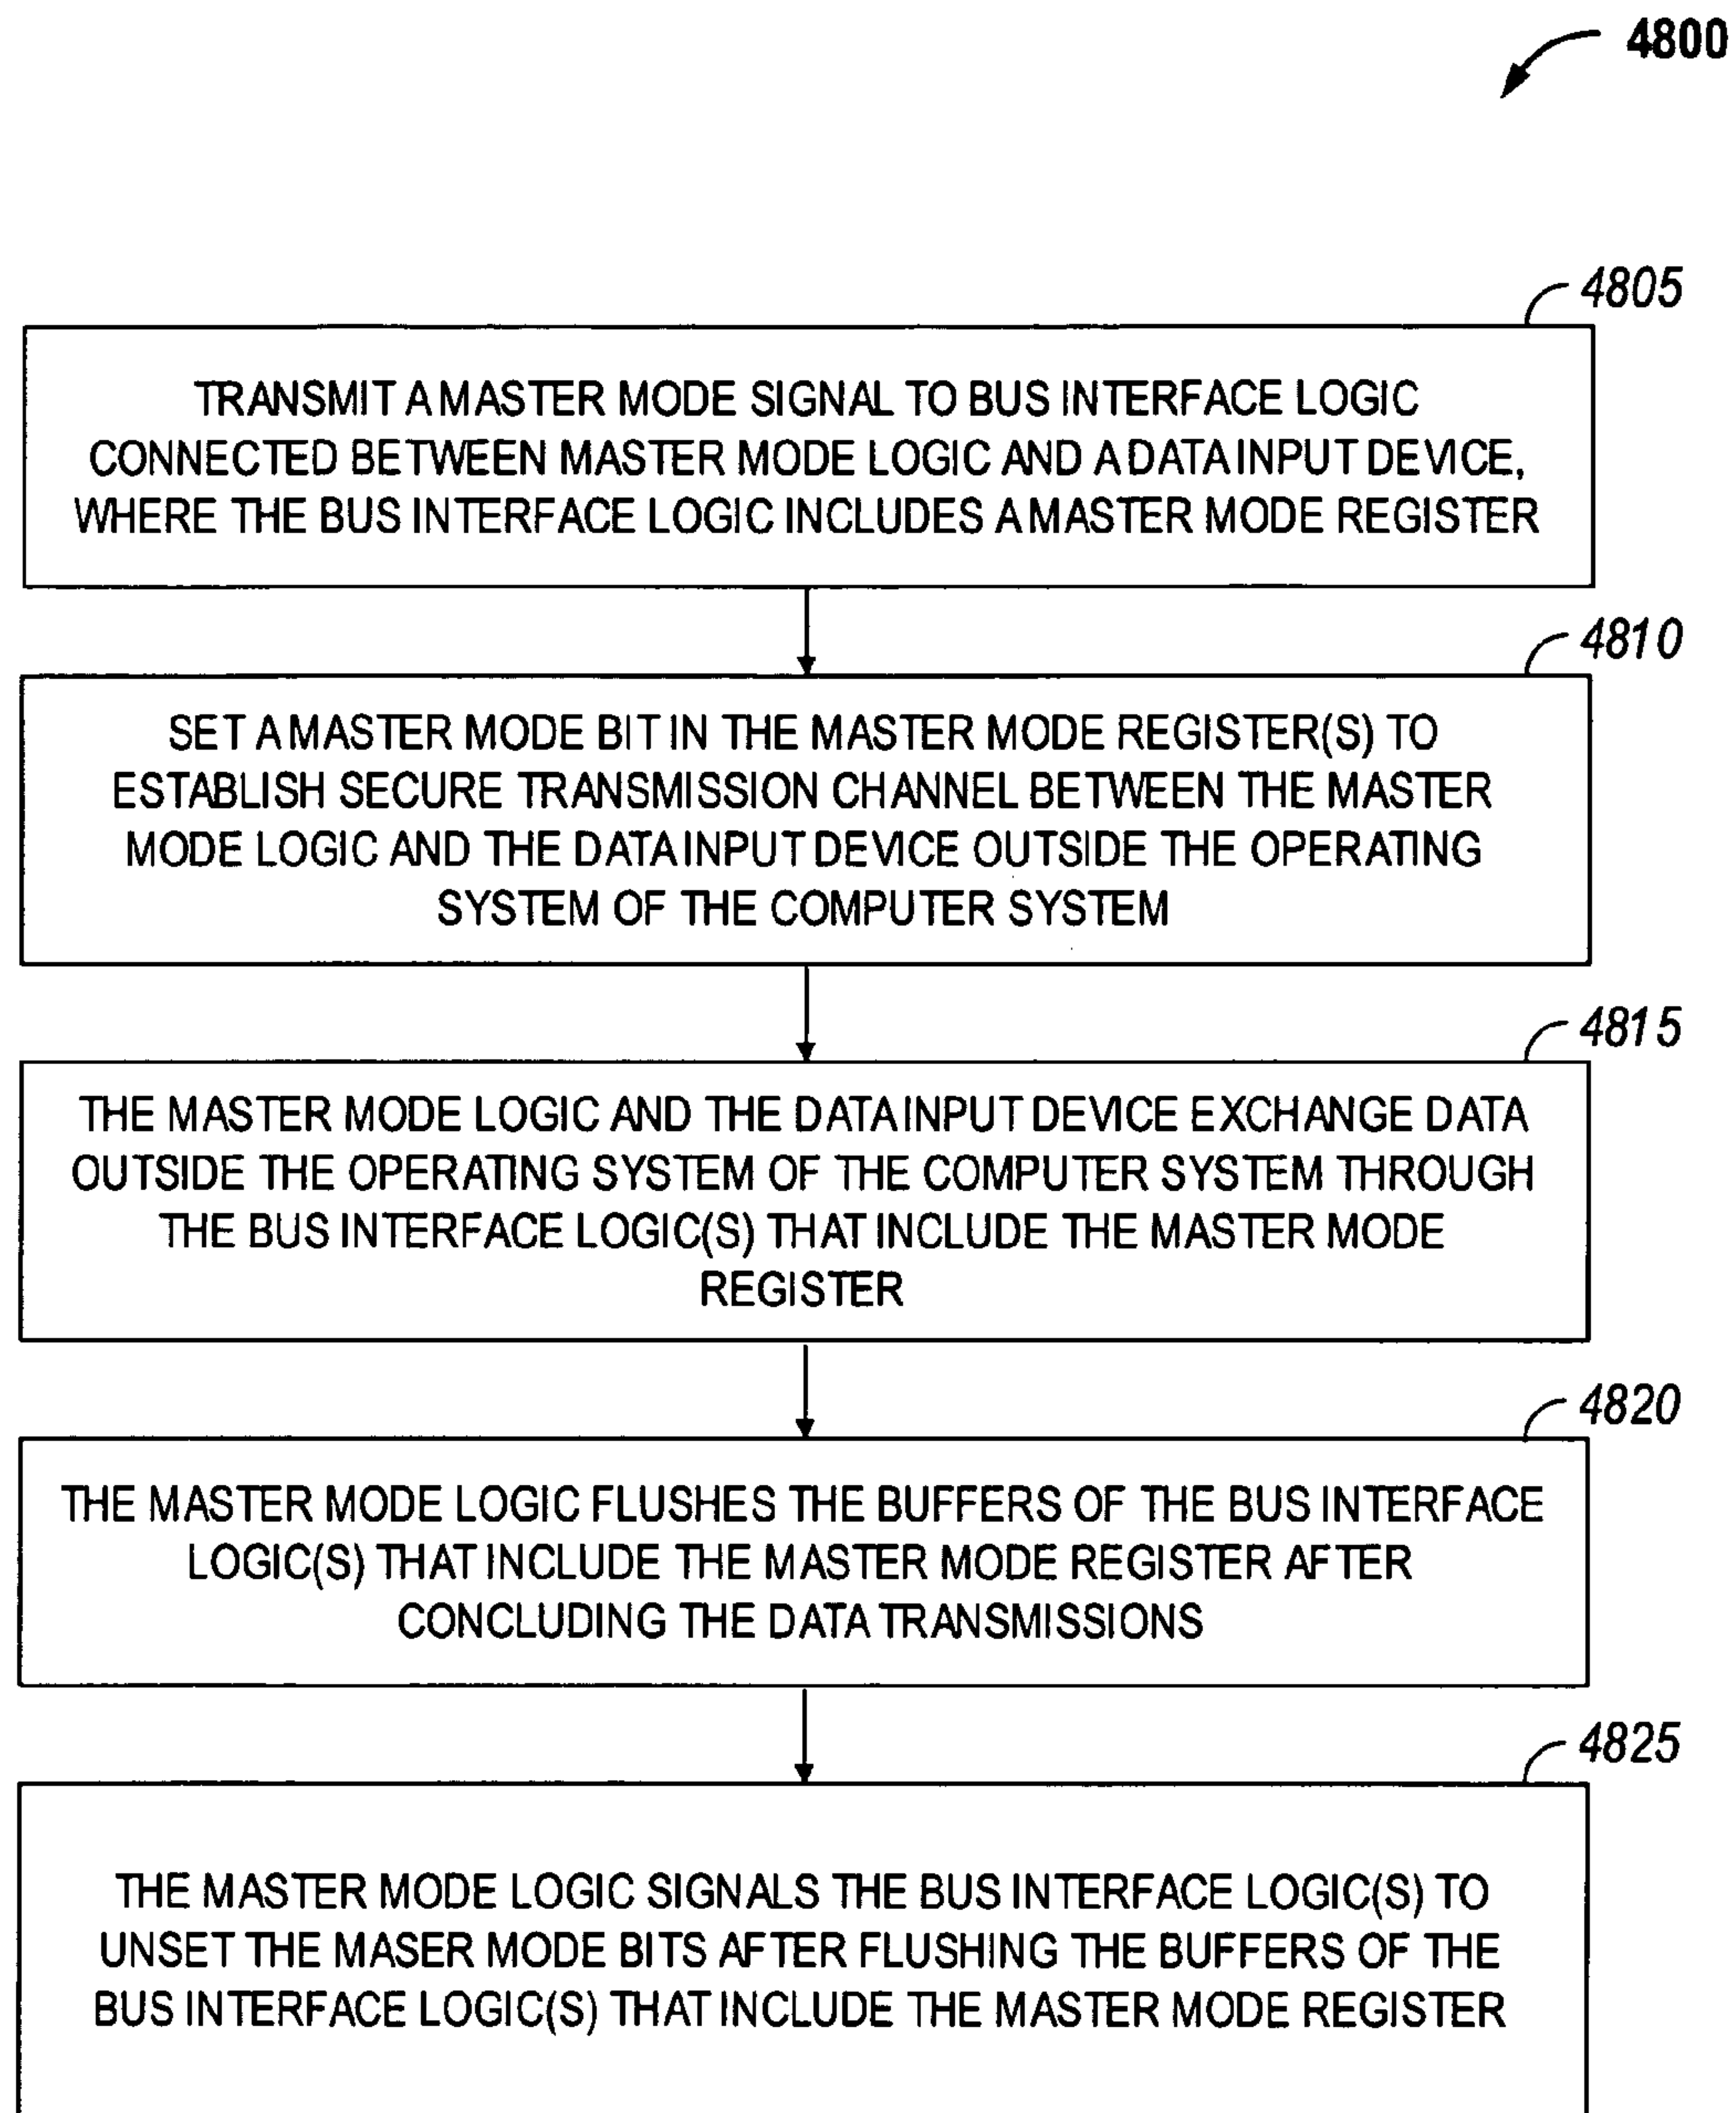 4800
4805
TRANSMIT A MASTER MODE SIGNAL TO BUS INTERFACE LOGIC
CONNECTED BETWEEN MASTER MODE LOGIC AND A DATA INPUT DEVICE,
WHERE THE BUS INTERFACE LOGIC INCLUDES A MASTER MODE REGISTER
4810
SET A MASTER MODE BIT IN THE MASTER MODE REGISTER(S) TO
ESTABLISH SECURE TRANSMISSION CHANNEL BETWEEN THE MASTER
MODE LOGIC AND THE DATA INPUT DEVICE OUTSIDE THE OPERATING
SYSTEM OF THE COMPUTER SYSTEM
4815
THE MASTER MODE LOGIC AND THE DATA INPUT DEVICE EXCHANGE DATA
OUTSIDE THE OPERATING SYSTEM OF THE COMPUTER SYSTEM THROUGH
THE BUS INTERFACE LOGIC(S) THAT INCLUDE THE MASTER MODE
REGISTER
4820
THE MASTER MODE LOGIC FLUSHES THE BUFFERS OF THE BUS INTERFACE
LOGIC(S) THAT INCLUDE THE MASTER MODE REGISTER AFTER
CONCLUDING THE DATA TRANSMISSIONS
4825
THE MASTER MODE LOGIC SIGNALS THE BUS INTERFACE LOGIC(S) TO
UNSET THE MASER MODE BITS AFTER FLUSHING THE BUFFERS OF THE
BUS INTERFACE LOGIC(S) THAT INCLUDE THE MASTER MODE REGISTER